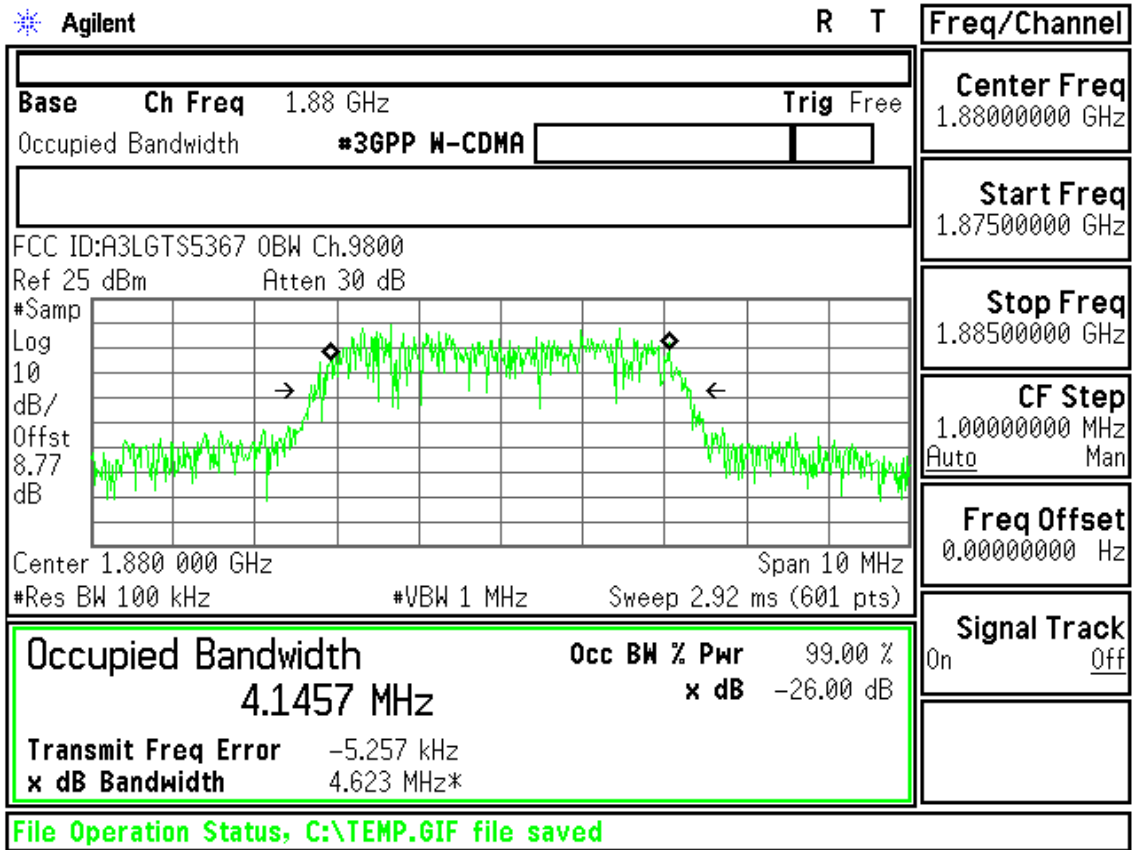 Agilent R T
Freq/Channel
Base Ch Freq 1.88 GHz Trig Free
Occupied Bandwidth #3GPP W-CDMA
FCC ID:A3LGTS5367 OBW Ch.9800
Ref 25 dBm Atten 30 dB
#Samp
Log
10
dB/
Offst
8.77
dB
Center 1.880 000 GHz Span 10 MHz
#Res BW 100 kHz #VBW 1 MHz Sweep 2.92 ms (601 pts)
Occupied Bandwidth
4.1457 MHz
Occ BW % Pwr 99.00 %
x dB -26.00 dB
Transmit Freq Error -5.257 kHz
x dB Bandwidth 4.623 MHz*
Center Freq
1.88000000 GHz
Start Freq
1.87500000 GHz
Stop Freq
1.88500000 GHz
CF Step
1.00000000 MHz
Auto Man
Freq Offset
0.00000000 Hz
Signal Track
On Off
File Operation Status, C:\TEMP.GIF file saved